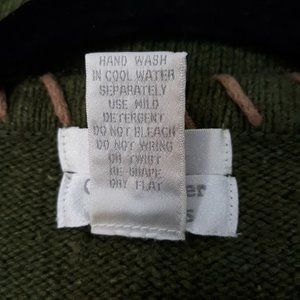 HAND WASH
IN COOL WATER
SEPARATELY
USE MILD
DETERGENT
DO NOT BLEACH
DO NOT WRING
OR TWIST
RE-SHAPE
DRY FLAT